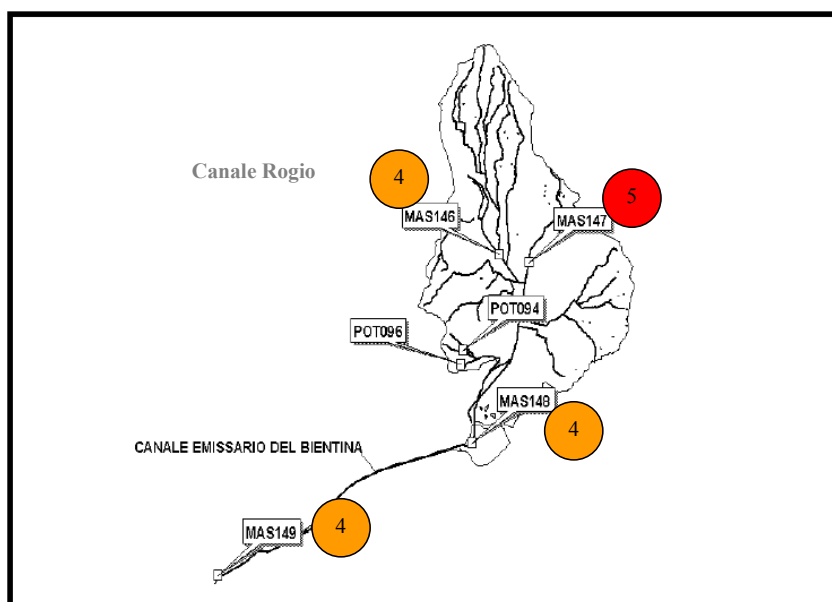 Canale Rogio
4
5
MAS146
MAS147
POT094
POT096
MAS148
4
CANALE EMISSARIO DEL BIENTINA
4
MAS149